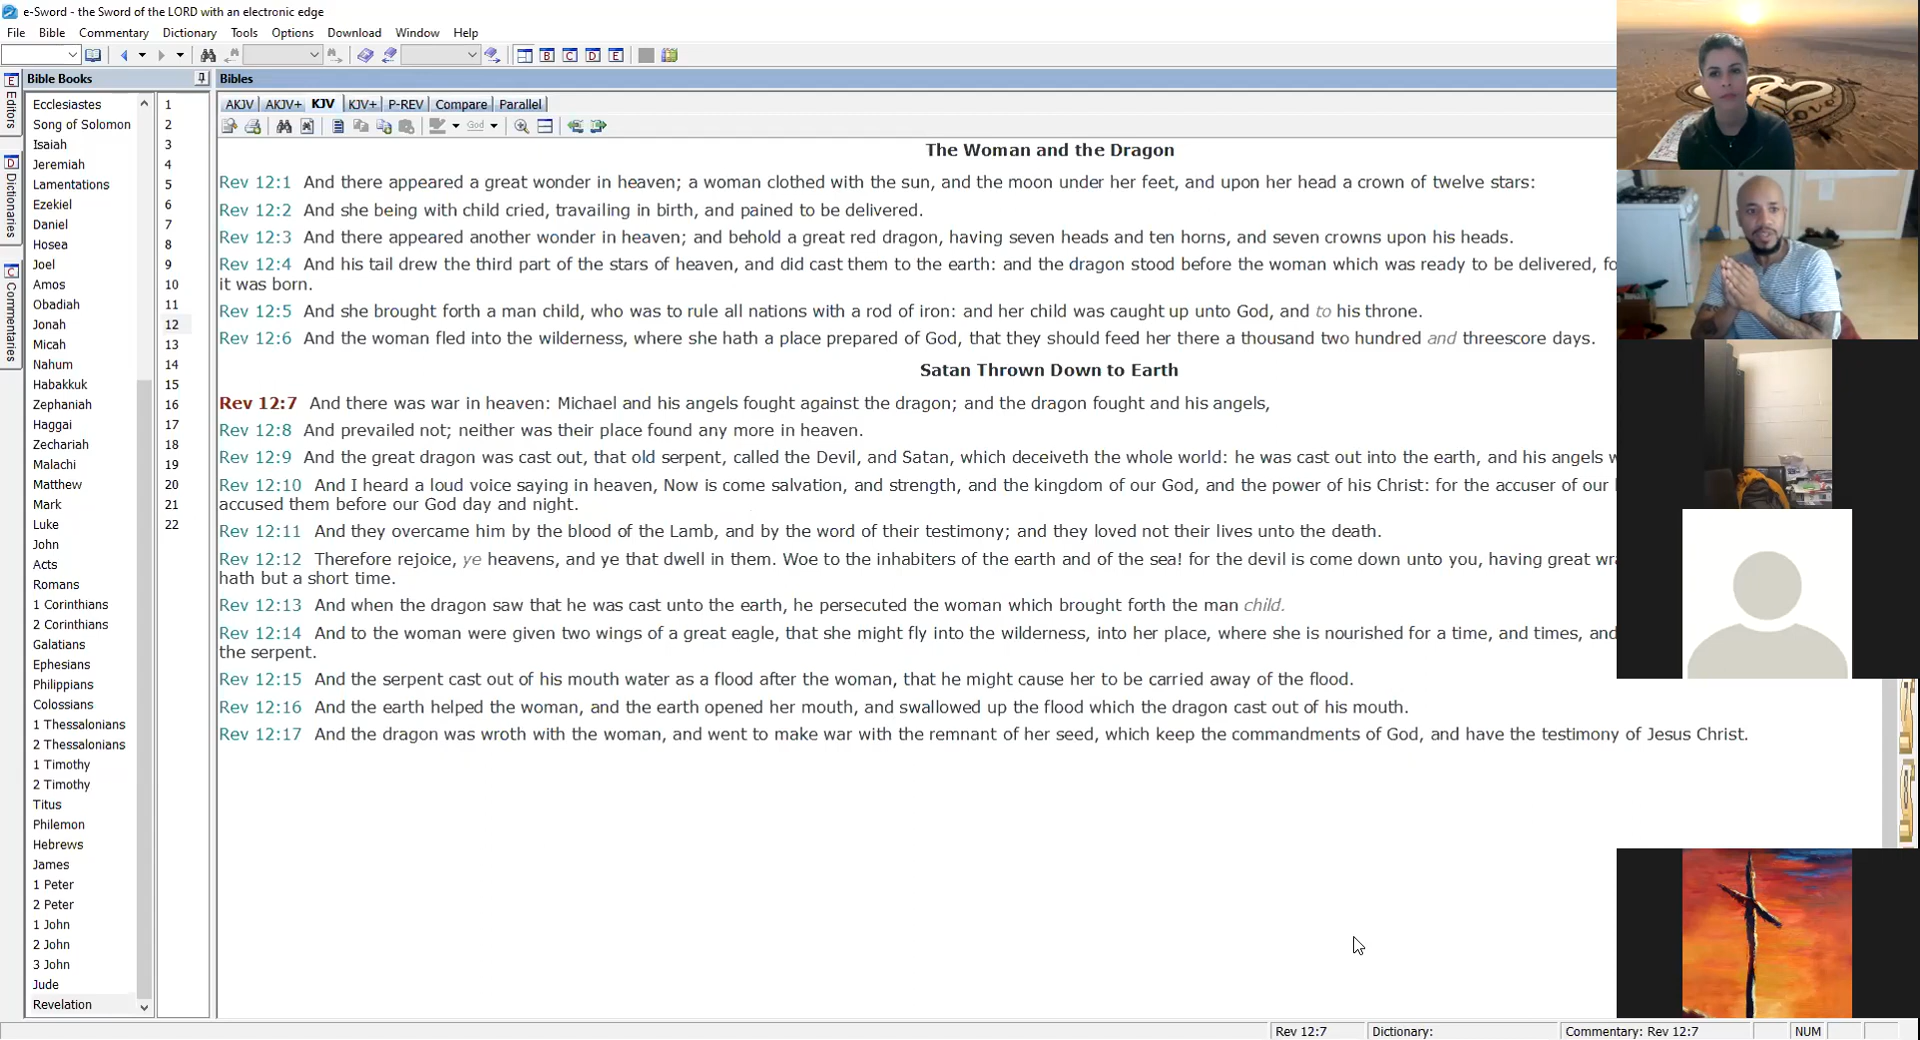 e-Sword - the Sword of the LORD with an electronic edge
File Bible Commentary Dictionary Tools Options Download Window Help
B C D E
Bible Books
Bibles
E Editors
D Dictionaries
C Commentaries
Ecclesiastes
Song of Solomon
Isaiah
Jeremiah
Lamentations
Ezekiel
Daniel
Hosea
Joel
Amos
Obadiah
Jonah
Micah
Nahum
Habakkuk
Zephaniah
Haggai
Zechariah
Malachi
Matthew
Mark
Luke
John
Acts
Romans
1 Corinthians
2 Corinthians
Galatians
Ephesians
Philippians
Colossians
1 Thessalonians
2 Thessalonians
1 Timothy
2 Timothy
Titus
Philemon
Hebrews
James
1 Peter
2 Peter
1 John
2 John
3 John
Jude
Revelation
1
2
3
4
5
6
7
8
9
10
11
12
13
14
15
16
17
18
19
20
21
22
AKJV AKJV+ KJV KJV+ P-REV Compare Parallel
God
The Woman and the Dragon
Rev 12:1 And there appeared a great wonder in heaven; a woman clothed with the sun, and the moon under her feet, and upon her head a crown of twelve stars:
Rev 12:2 And she being with child cried, travailing in birth, and pained to be delivered.
Rev 12:3 And there appeared another wonder in heaven; and behold a great red dragon, having seven heads and ten horns, and seven crowns upon his heads.
Rev 12:4 And his tail drew the third part of the stars of heaven, and did cast them to the earth: and the dragon stood before the woman which was ready to be delivered,
it was born.
Rev 12:5 And she brought forth a man child, who was to rule all nations with a rod of iron: and her child was caught up unto God, and to his throne.
Rev 12:6 And the woman fled into the wilderness, where she hath a place prepared of God, that they should feed her there a thousand two hundred and threescore days.
Satan Thrown Down to Earth
Rev 12:7 And there was war in heaven: Michael and his angels fought against the dragon; and the dragon fought and his angels,
Rev 12:8 And prevailed not; neither was their place found any more in heaven.
Rev 12:9 And the great dragon was cast out, that old serpent, called the Devil, and Satan, which deceiveth the whole world: he was cast out into the earth, and his angels
Rev 12:10 And I heard a loud voice saying in heaven, Now is come salvation, and strength, and the kingdom of our God, and the power of his Christ: for the accuser of our
accused them before our God day and night.
Rev 12:11 And they overcame him by the blood of the Lamb, and by the word of their testimony; and they loved not their lives unto the death.
Rev 12:12 Therefore rejoice, ye heavens, and ye that dwell in them. Woe to the inhabiters of the earth and of the sea! for the devil is come down unto you, having great
hath but a short time.
Rev 12:13 And when the dragon saw that he was cast unto the earth, he persecuted the woman which brought forth the man child.
Rev 12:14 And to the woman were given two wings of a great eagle, that she might fly into the wilderness, into her place, where she is nourished for a time, and times, and
the serpent.
Rev 12:15 And the serpent cast out of his mouth water as a flood after the woman, that he might cause her to be carried away of the flood.
Rev 12:16 And the earth helped the woman, and the earth opened her mouth, and swallowed up the flood which the dragon cast out of his mouth.
Rev 12:17 And the dragon was wroth with the woman, and went to make war with the remnant of her seed, which keep the commandments of God, and have the testimony of Jesus Christ.
Rev 12:7 Dictionary: Commentary: Rev 12:7 NUM